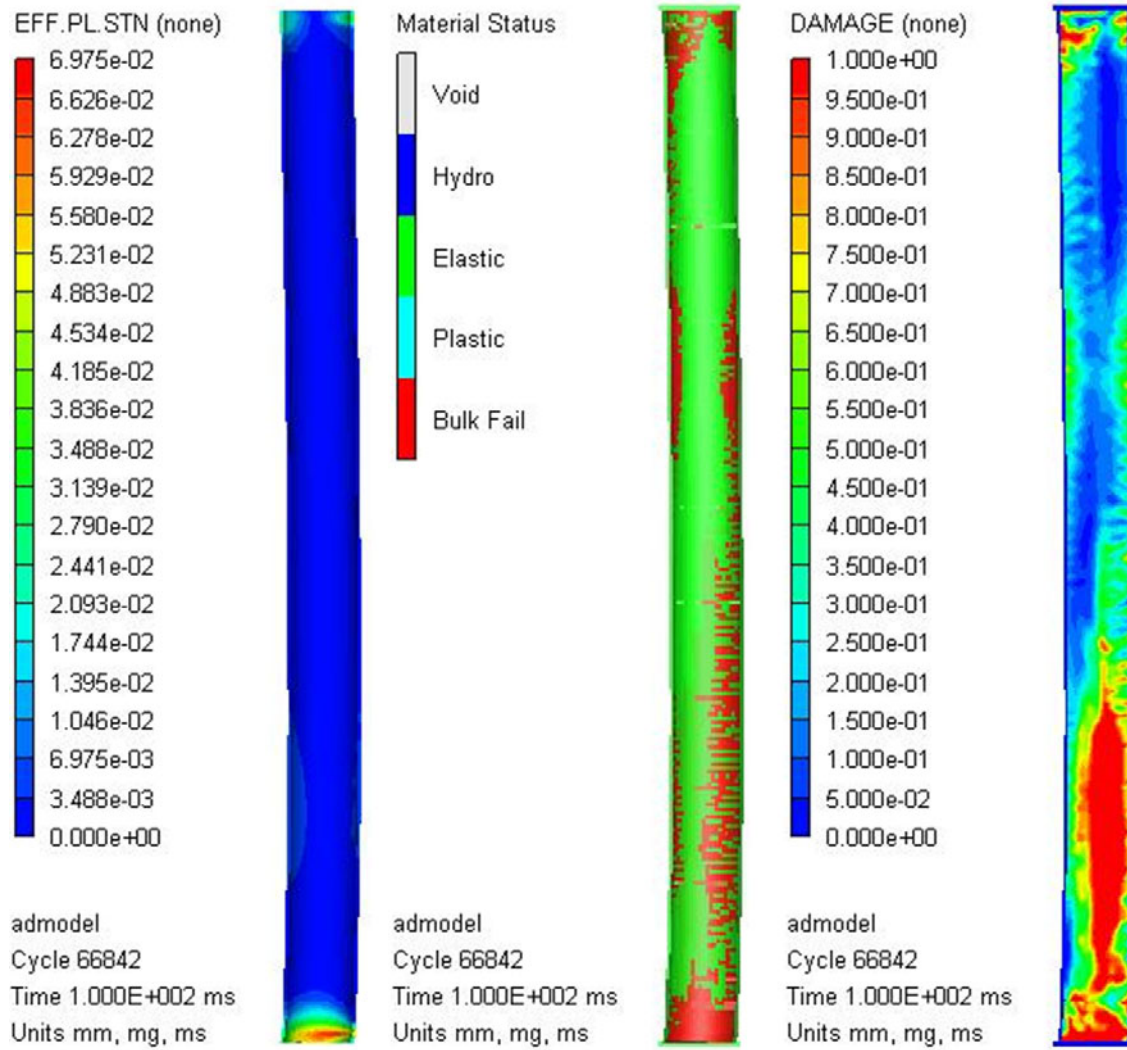 EFF.PL.STN (none)
6.975e-02
6.626e-02
6.278e-02
5.929e-02
5.580e-02
5.231e-02
4.883e-02
4.534e-02
4.185e-02
3.836e-02
3.488e-02
3.139e-02
2.790e-02
2.441e-02
2.093e-02
1.744e-02
1.395e-02
1.046e-02
6.975e-03
3.488e-03
0.000e+00
admodel
Cycle 66842
Time 1.000E+002 ms
Units mm, mg, ms
Material Status
Void
Hydro
Elastic
Plastic
Bulk Fail
admodel
Cycle 66842
Time 1.000E+002 ms
Units mm, mg, ms
DAMAGE (none)
1.000e+00
9.500e-01
9.000e-01
8.500e-01
8.000e-01
7.500e-01
7.000e-01
6.500e-01
6.000e-01
5.500e-01
5.000e-01
4.500e-01
4.000e-01
3.500e-01
3.000e-01
2.500e-01
2.000e-01
1.500e-01
1.000e-01
5.000e-02
0.000e+00
admodel
Cycle 66842
Time 1.000E+002 ms
Units mm, mg, ms